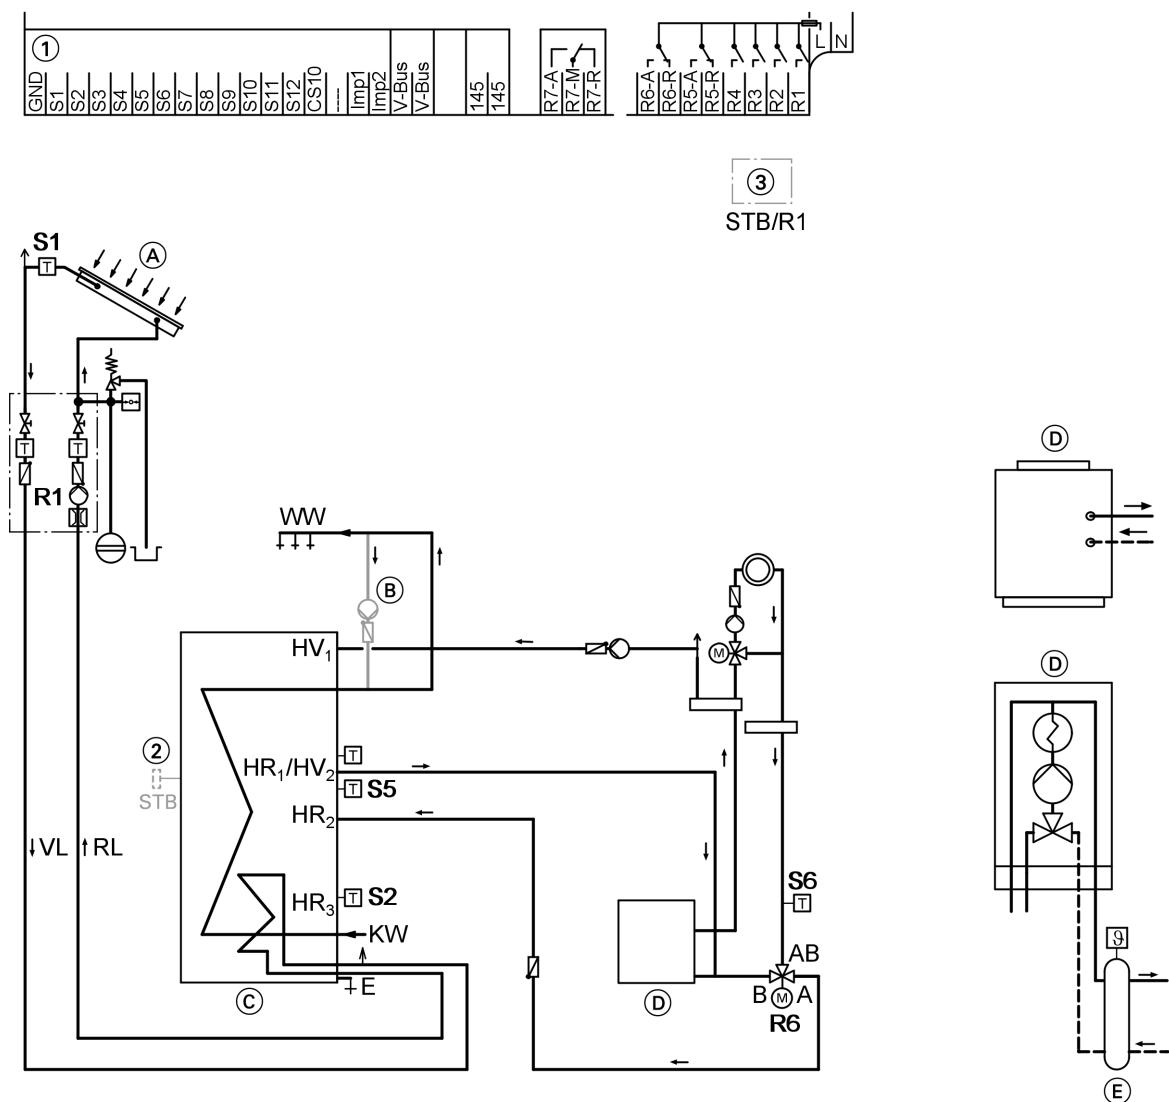 1
GND S1 S2 S3 S4 S5 S6 S7 S8 S9 S10 S11 S12 CS10 ---- Imp1 Imp2 V-Bus V-Bus 145 145
R7-A R7-M R7-R
R6-A R6-R R5-A R5-R R4 R3 R2 R1
L N
3
STB/R1
S1
A
T
T T
R1
D
WW
B
HV1
M
D
2
STB
T
HR1/HV2
T S5
HR2
VL RL
T S2
HR3
KW
E
C
S6
T
AB
B M A
R6
D
ϑ
E